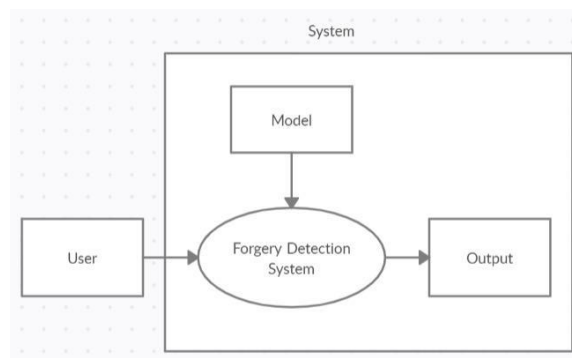 System
Model
User
Forgery Detection
System
Output